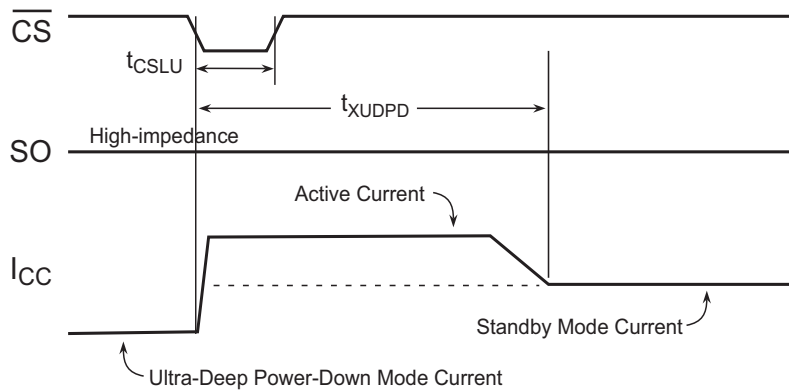 CS
tCSLU
tXUDPD
High-impedance
SO
Active Current
ICC
Standby Mode Current
Ultra-Deep Power-Down Mode Current